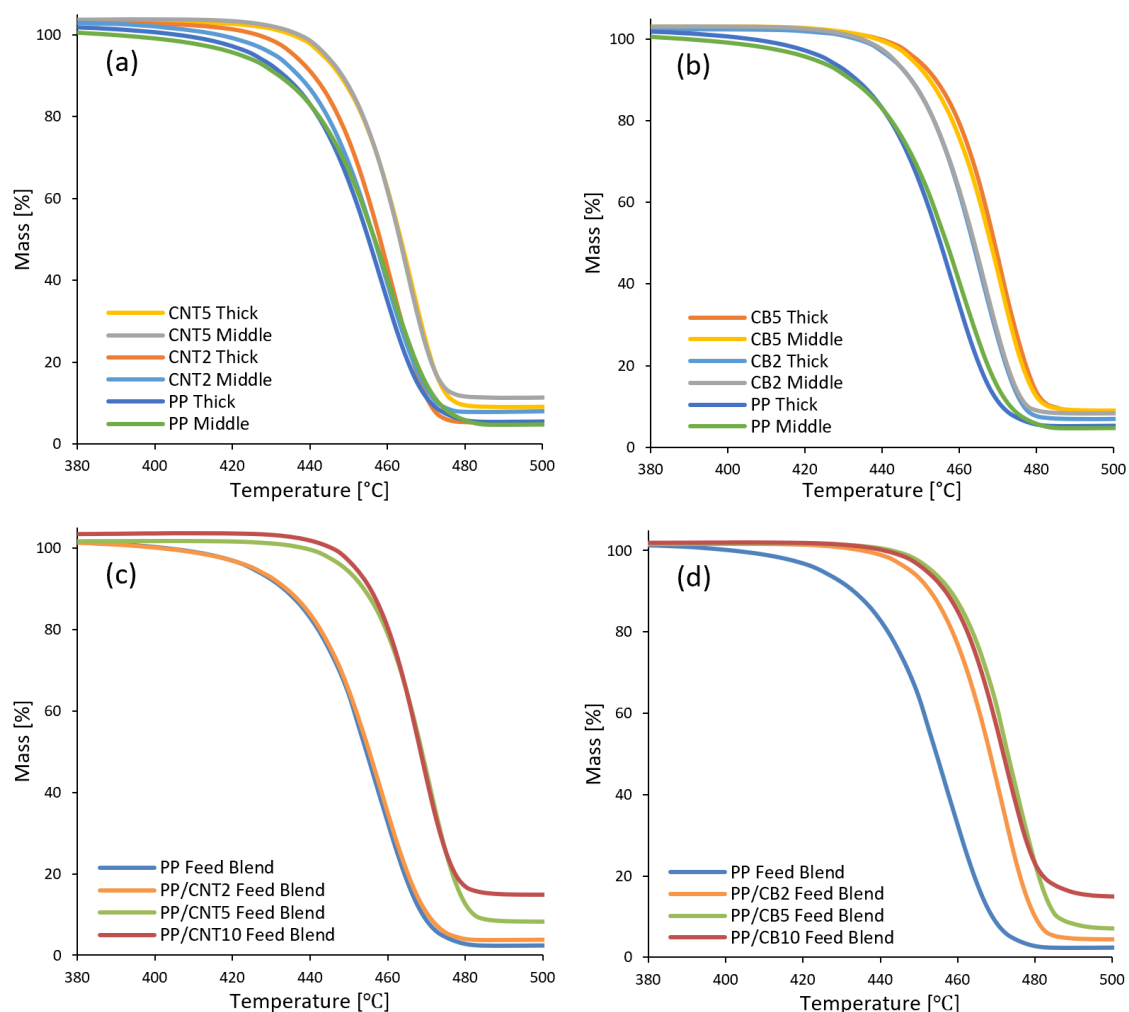 (a)
Mass [%]
100
80
60
40
20
0
CNT5 Thick
CNT5 Middle
CNT2 Thick
CNT2 Middle
PP Thick
PP Middle
380 400 420 440 460 480 500
Temperature [°C]
(b)
Mass [%]
100
80
60
40
20
0
CB5 Thick
CB5 Middle
CB2 Thick
CB2 Middle
PP Thick
PP Middle
380 400 420 440 460 480 500
Temperature [°C]
(c)
Mass [%]
100
80
60
40
20
0
PP Feed Blend
PP/CNT2 Feed Blend
PP/CNT5 Feed Blend
PP/CNT10 Feed Blend
380 400 420 440 460 480 500
Temperature [℃]
(d)
Mass [%]
100
80
60
40
20
0
PP Feed Blend
PP/CB2 Feed Blend
PP/CB5 Feed Blend
PP/CB10 Feed Blend
380 400 420 440 460 480 500
Temperature [℃]